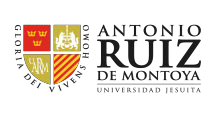 GLORIA DEI VIVENS HOMO
ANTONIO
RUIZ
DE MONTOYA
UNIVERSIDAD JESUITA